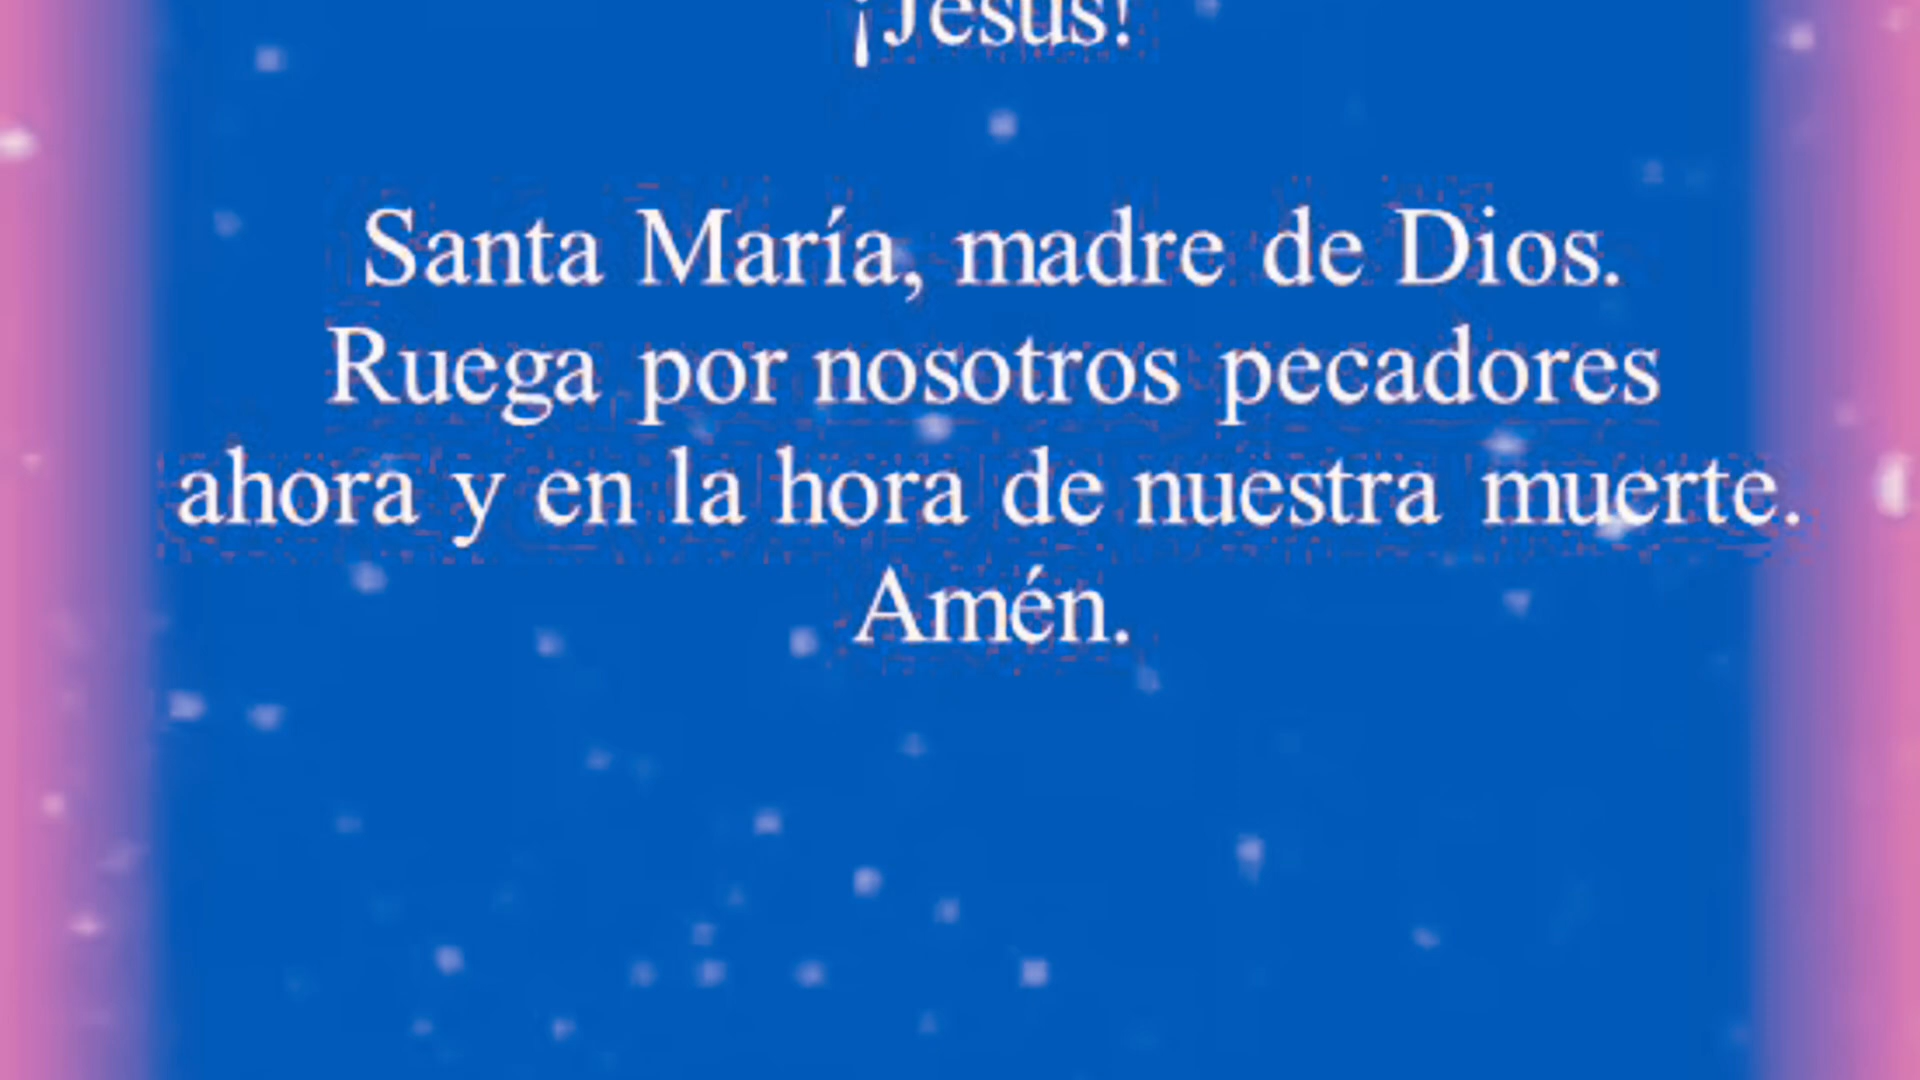 ¡Jesús!
Santa María, madre de Dios.
Ruega por nosotros pecadores
ahora y en la hora de nuestra muerte.
Amén.